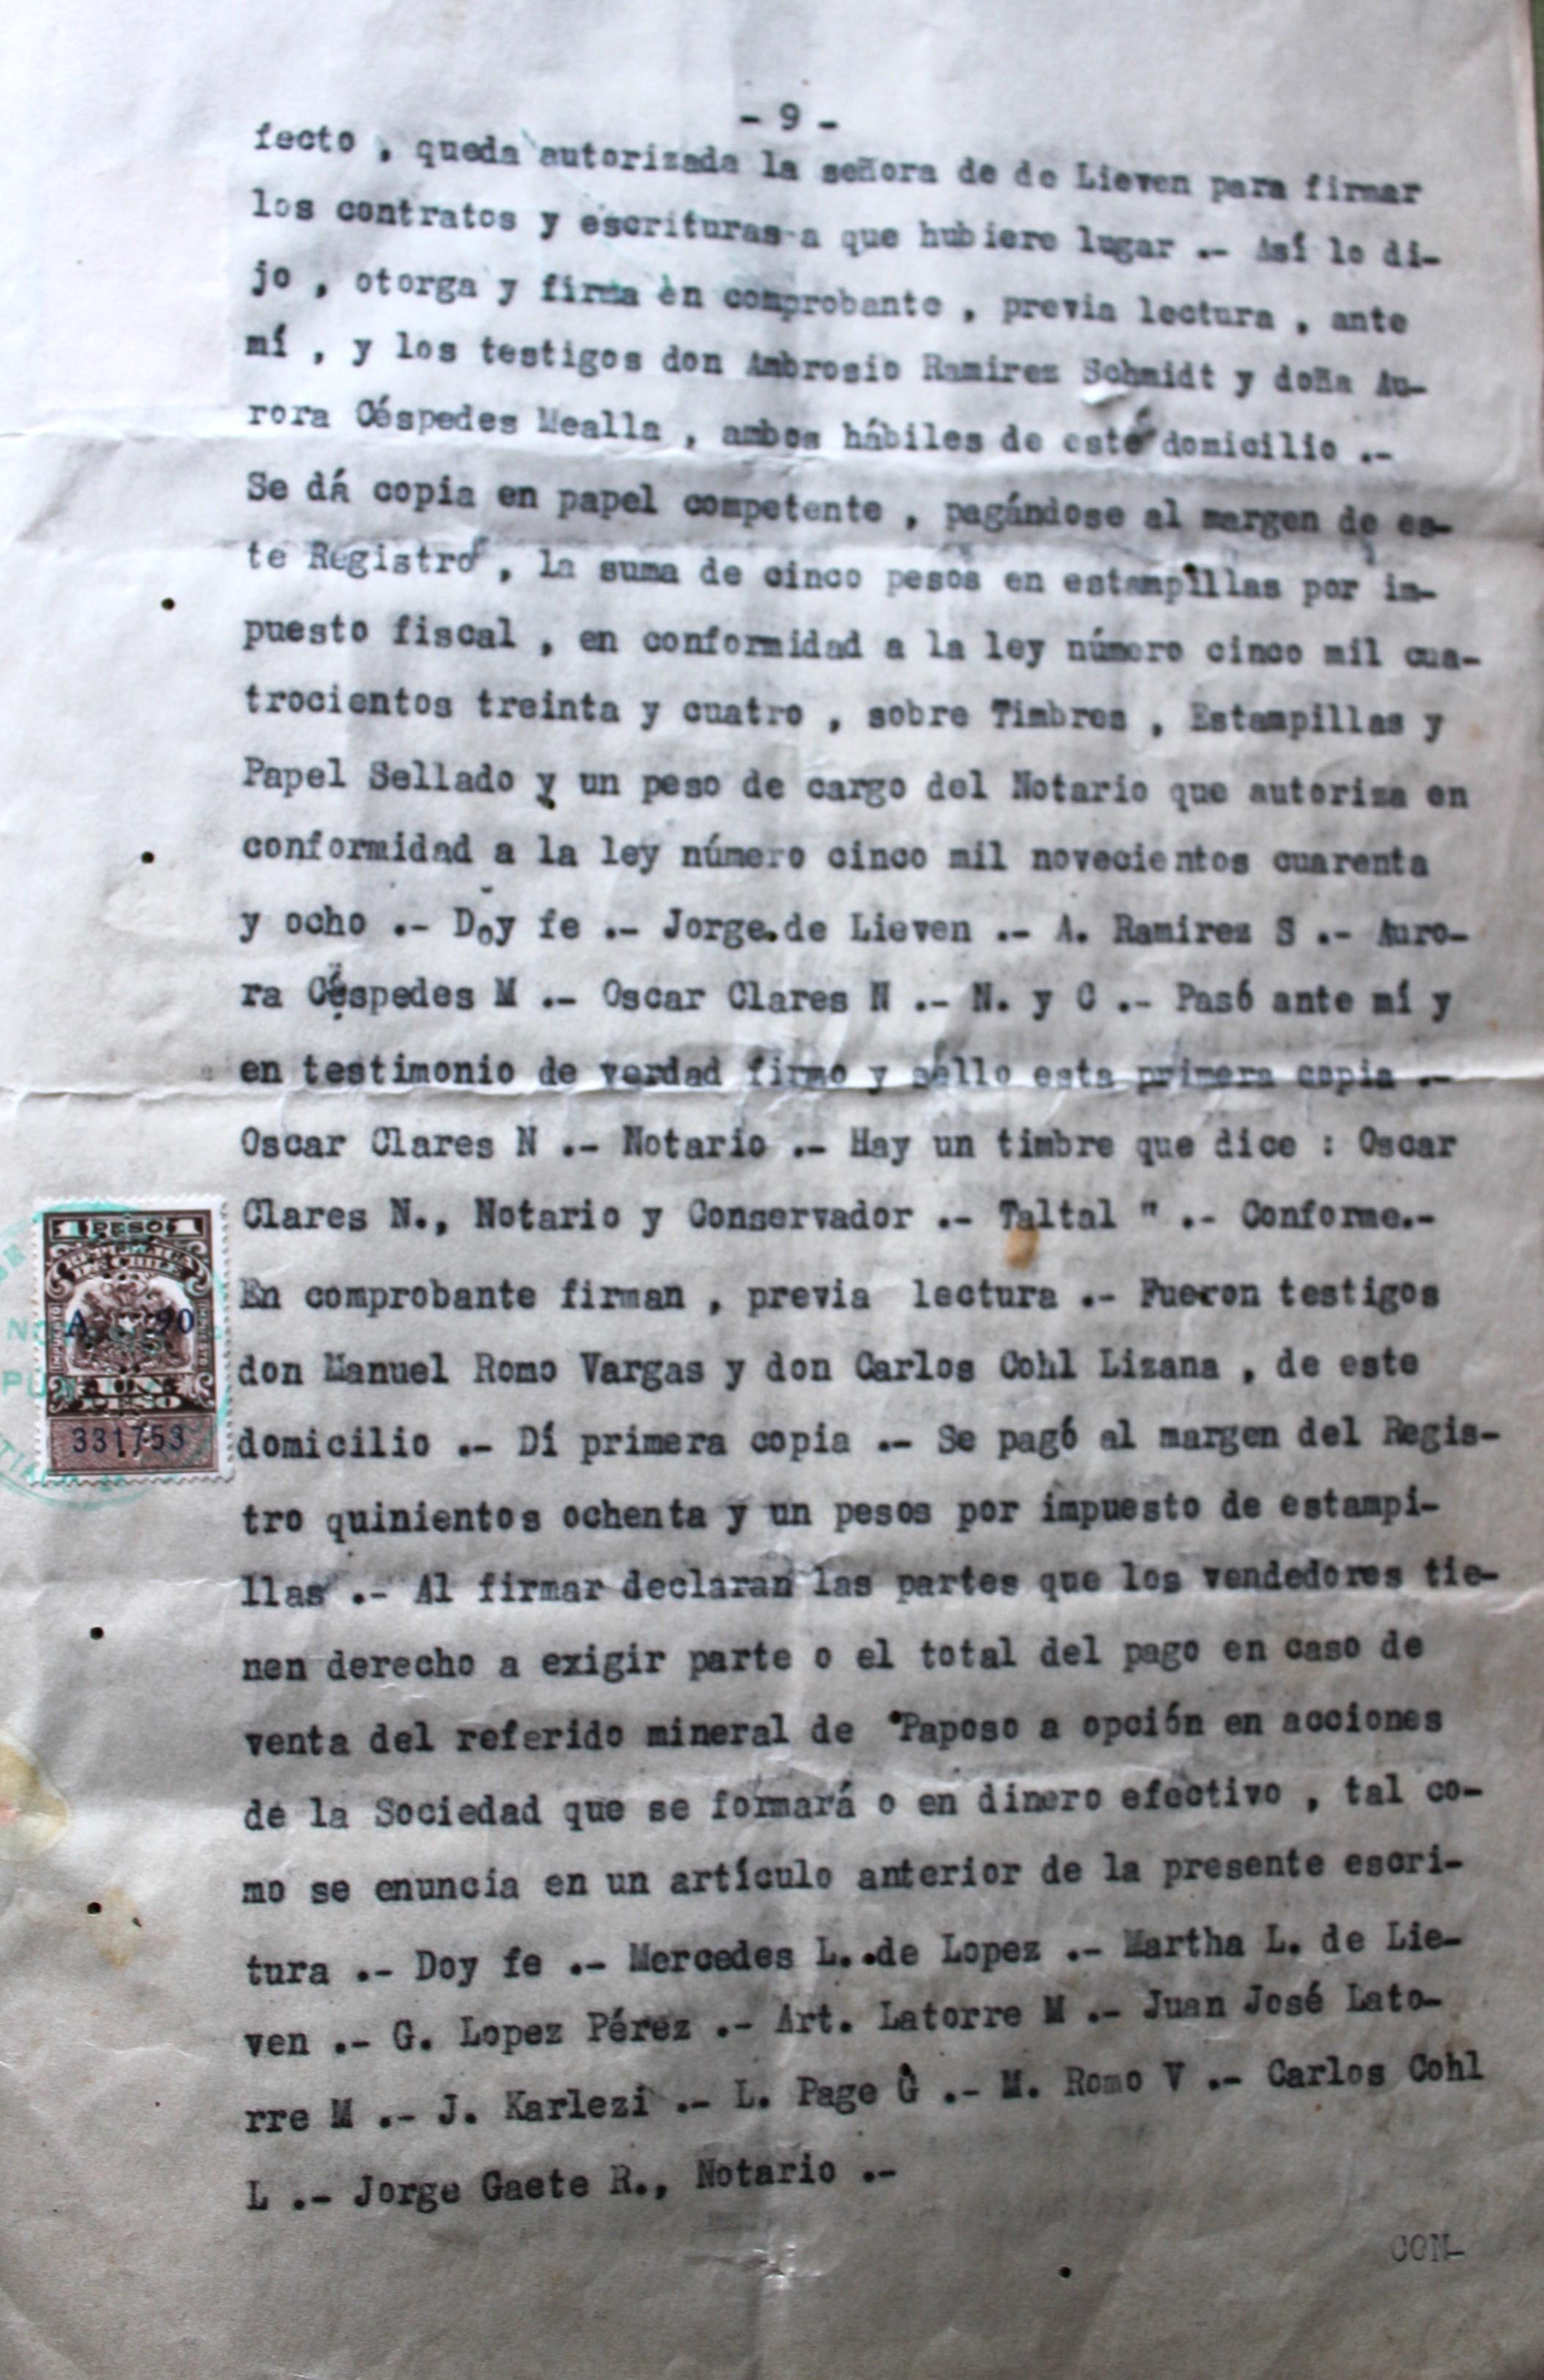 - 9 -
fecto , queda autorizada la señora de de Lieven para firmar
los contratos y escrituras a que hubiere lugar .- Así lo di-
jo , otorga y firma en comprobante , previa lectura , ante
mí , y los testigos don Ambrosio Ramirez Schmidt y doña Au-
rora Céspedes Mealla , ambos hábiles de este domicilio .-
Se dá copia en papel competente , pagándose al margen de es-
te Registro , la suma de cinco pesos en estampillas por im-
puesto fiscal , en conformidad a la ley número cinco mil cua-
trocientos treinta y cuatro , sobre Timbres , Estampillas y
Papel Sellado y un peso de cargo del Notario que autoriza en
conformidad a la ley número cinco mil novecientos cuarenta
y ocho .- Doy fe .- Jorge de Lieven .- A. Ramirez S .- Auro-
ra Céspedes M .- Oscar Clares N .- N. y C .- Pasó ante mí y
en testimonio de verdad firmo y sello esta primera copia .-
Oscar Clares N .- Notario .- Hay un timbre que dice : Oscar
Clares N., Notario y Conservador .- Taltal " .- Conforme.-
En comprobante firman , previa lectura .- Fueron testigos
don Manuel Romo Vargas y don Carlos Cohl Lizana , de este
domicilio .- Dí primera copia .- Se pagó al margen del Regis-
tro quinientos ochenta y un pesos por impuesto de estampi-
llas .- Al firmar declaran las partes que los vendedores tie-
nen derecho a exigir parte o el total del pago en caso de
venta del referido mineral de "Paposo a opción en acciones
de la Sociedad que se formará o en dinero efectivo , tal co-
mo se enuncia en un artículo anterior de la presente escri-
tura .- Doy fe .- Mercedes L. de Lopez .- Martha L. de Lie-
ven .- G. Lopez Pérez .- Art. Latorre M .- Juan José Lato-
rre M .- J. Karlezi .- L. Page G .- M. Romo V .- Carlos Cohl
L .- Jorge Gaete R., Notario .-
CON-
1 PESO 1
A 90
331753